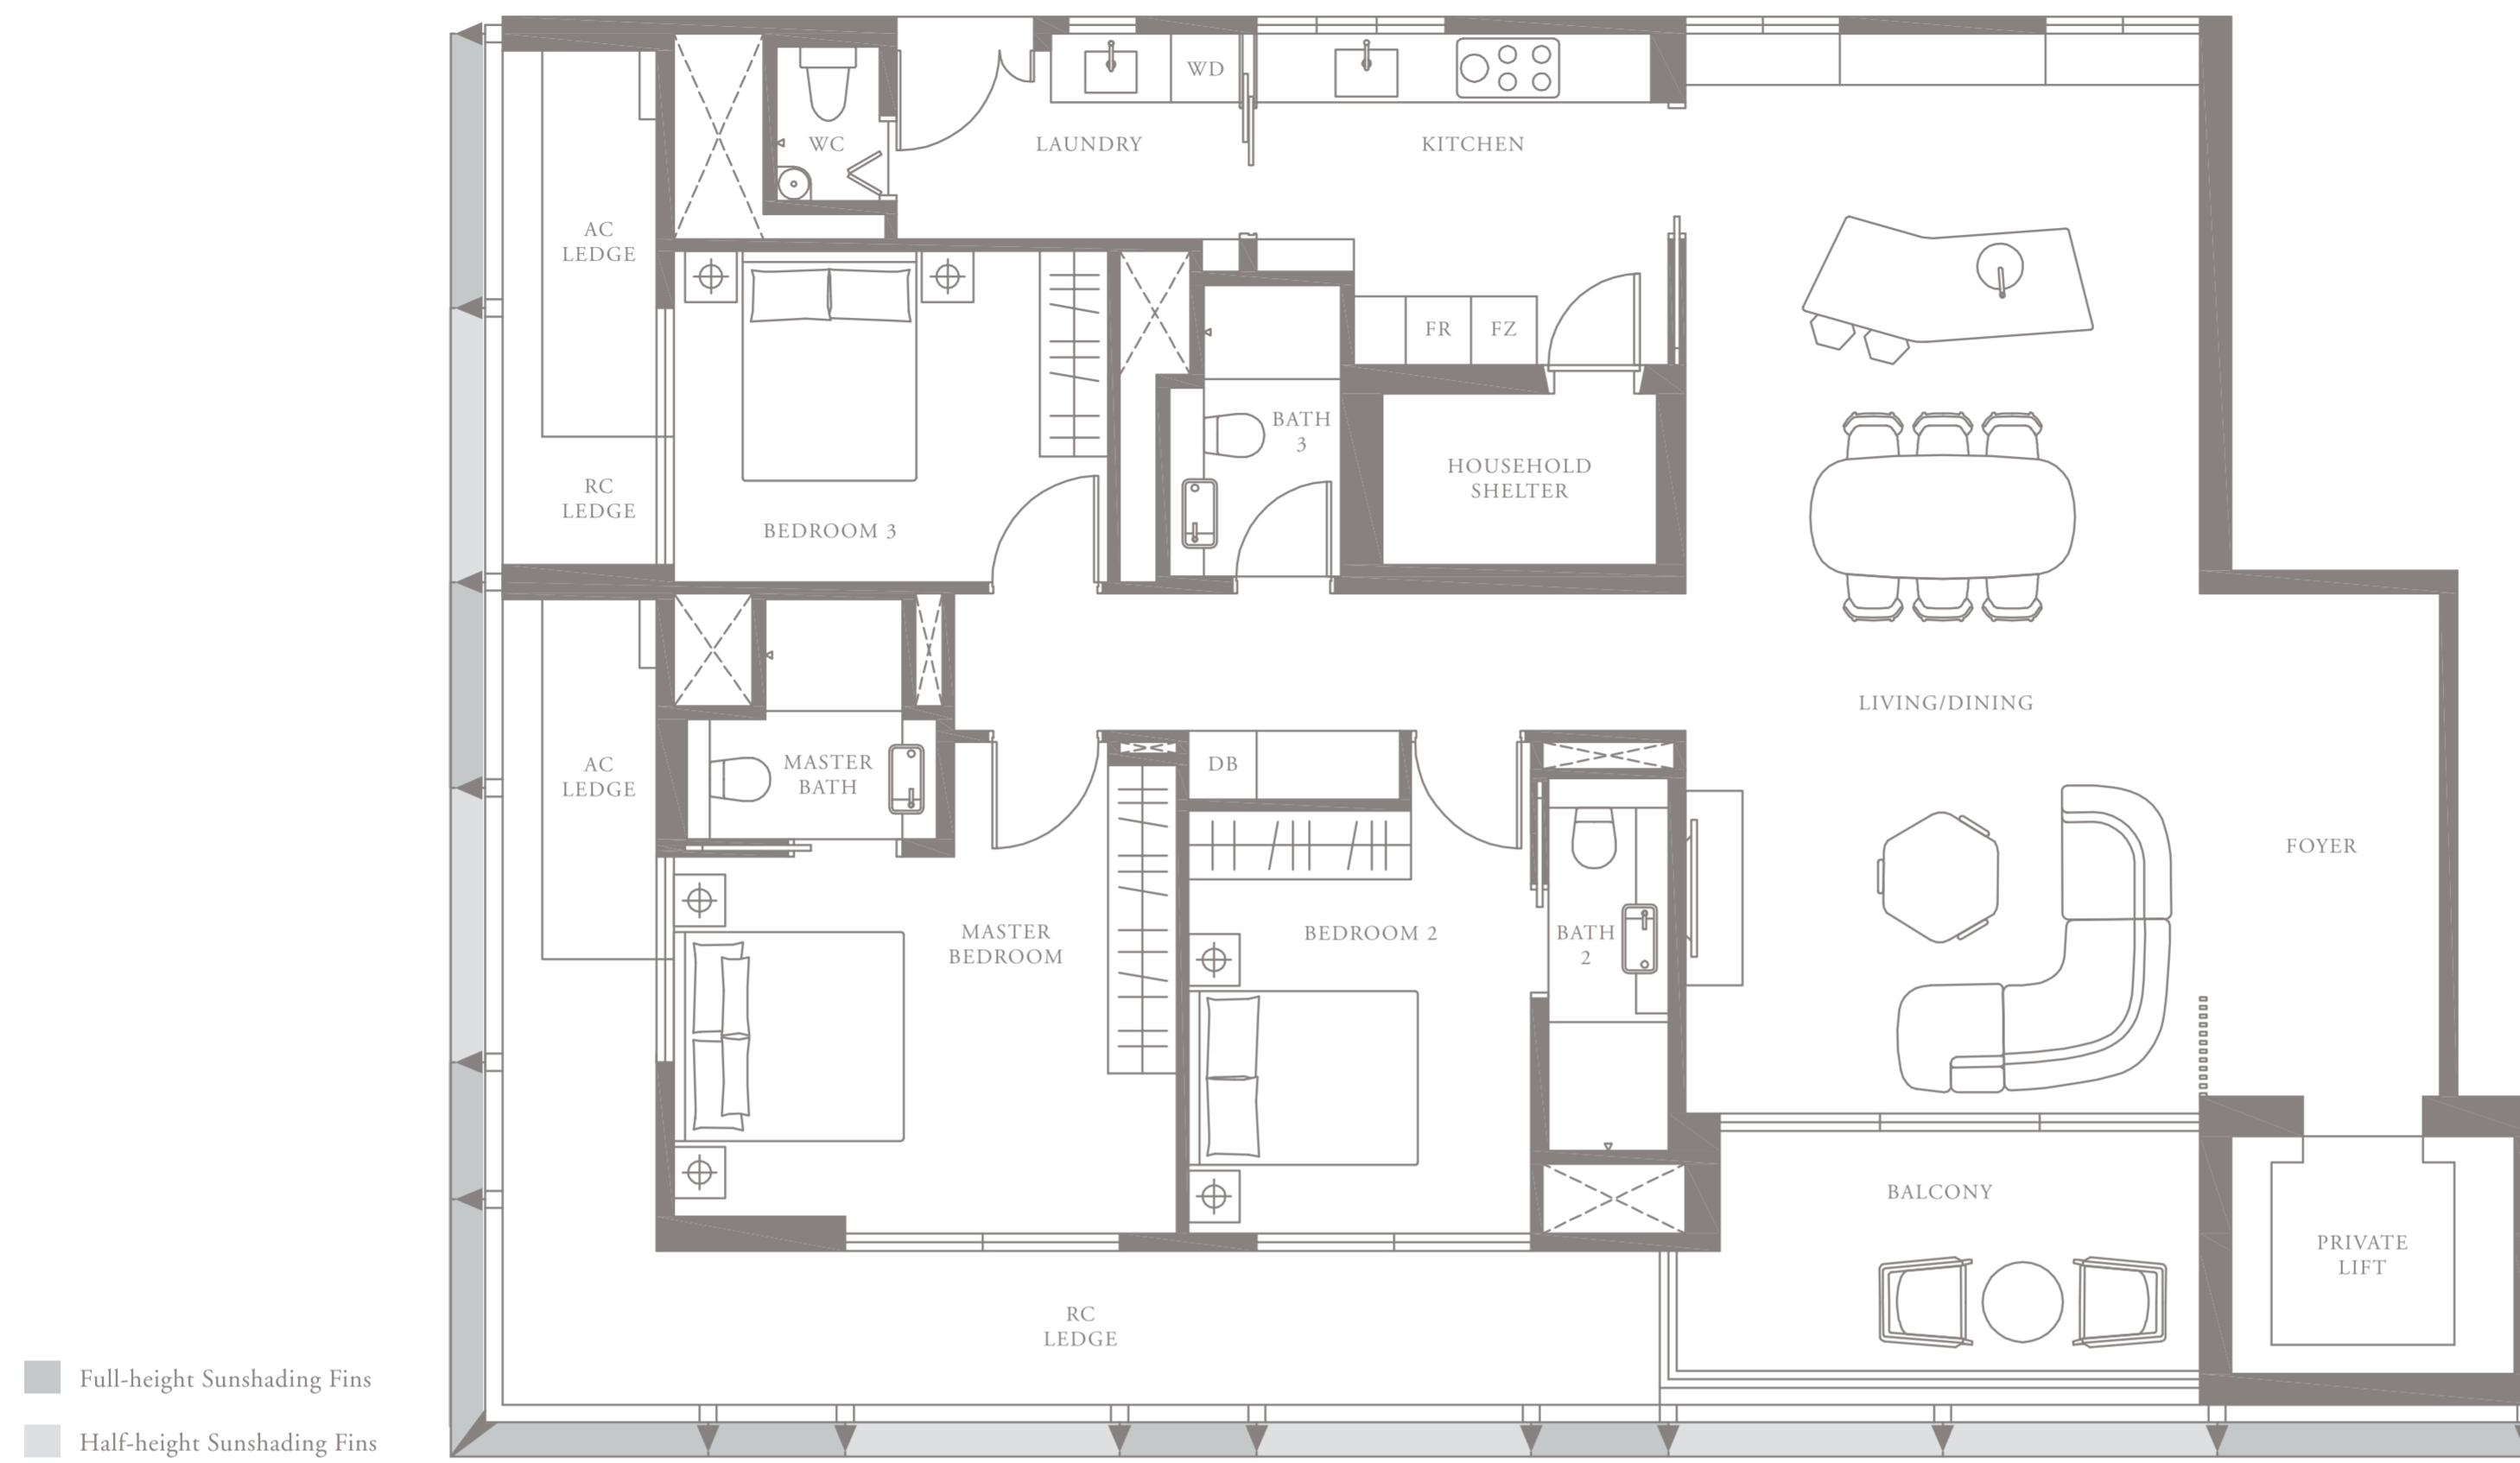 WD
WC
LAUNDRY
KITCHEN
AC
LEDGE
FR
FZ
BATH
3
HOUSEHOLD
SHELTER
RC
LEDGE
BEDROOM 3
LIVING/DINING
AC
LEDGE
MASTER
BATH
DB
FOYER
MASTER
BEDROOM
BEDROOM 2
BATH
2
BALCONY
PRIVATE
LIFT
RC
LEDGE
Full-height Sunshading Fins
Half-height Sunshading Fins